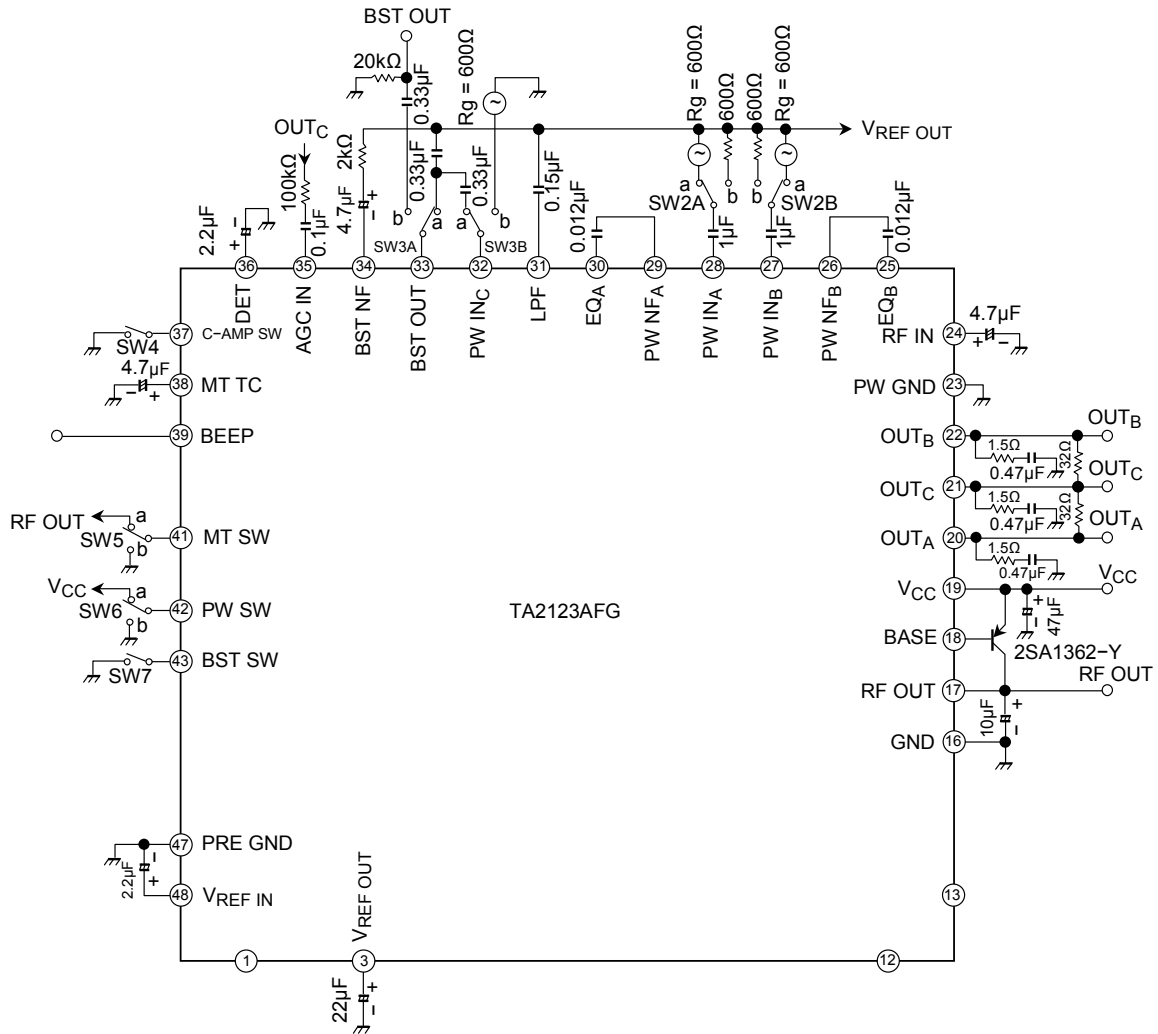 BST OUT
20kΩ
0.33μF
Rg = 600Ω
Rg = 600Ω
600Ω
600Ω
Rg = 600Ω
OUTC
VREF OUT
100kΩ
2kΩ
0.33μF
0.33μF
0.15μF
2.2μF
− +
0.1μF
4.7μF
+ −
b
a
a
b
SW3A
SW3B
0.012μF
a
b
SW2A
b
a
SW2B
1μF
1μF
0.012μF
36
35
34
33
32
31
30
29
28
27
26
25
DET
AGC IN
BST NF
BST OUT
PW INC
LPF
EQA
PW NFA
PW INA
PW INB
PW NFB
EQB
SW4
37
C-AMP SW
4.7μF
− +
38
MT TC
39
BEEP
RF OUT
a
SW5
b
41
MT SW
VCC
a
SW6
b
42
PW SW
SW7
43
BST SW
47
PRE GND
2.2μF
− +
48
VREF IN
TA2123AFG
RF IN
24
4.7μF
+ −
PW GND
23
OUTB
22
OUTB
1.5Ω
0.47μF
32Ω
OUTC
21
OUTC
1.5Ω
0.47μF
32Ω
OUTA
20
OUTA
1.5Ω
0.47μF
VCC
19
VCC
+ −
47μF
BASE
18
2SA1362−Y
RF OUT
17
RF OUT
10μF
+ −
GND
16
13
1
VREF OUT
3
12
22μF
+ −